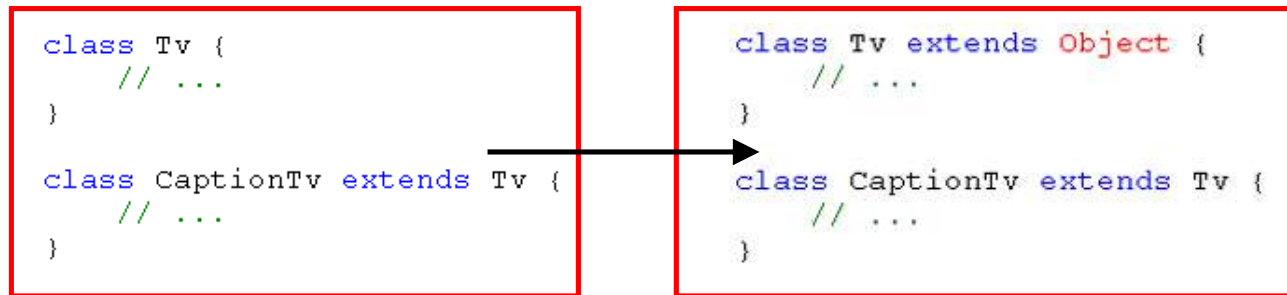 class Tv {
    // ...
}
class CaptionTv extends Tv {
    // ...
}
class Tv extends Object {
    // ...
}
class CaptionTv extends Tv {
    // ...
}